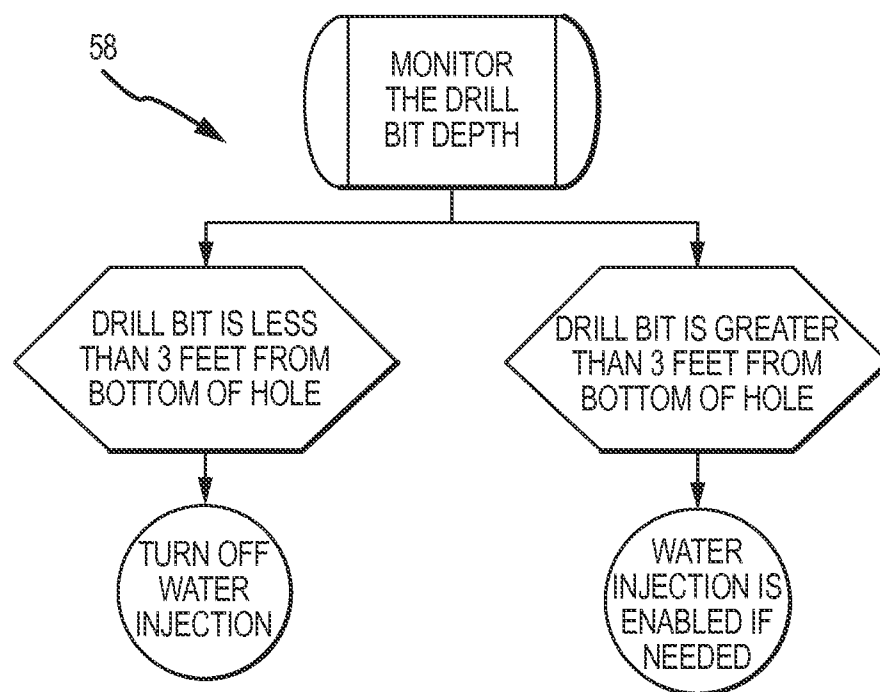 58
MONITOR
THE DRILL
BIT DEPTH
DRILL BIT IS LESS
THAN 3 FEET FROM
BOTTOM OF HOLE
DRILL BIT IS GREATER
THAN 3 FEET FROM
BOTTOM OF HOLE
TURN OFF
WATER
INJECTION
WATER
INJECTION IS
ENABLED IF
NEEDED